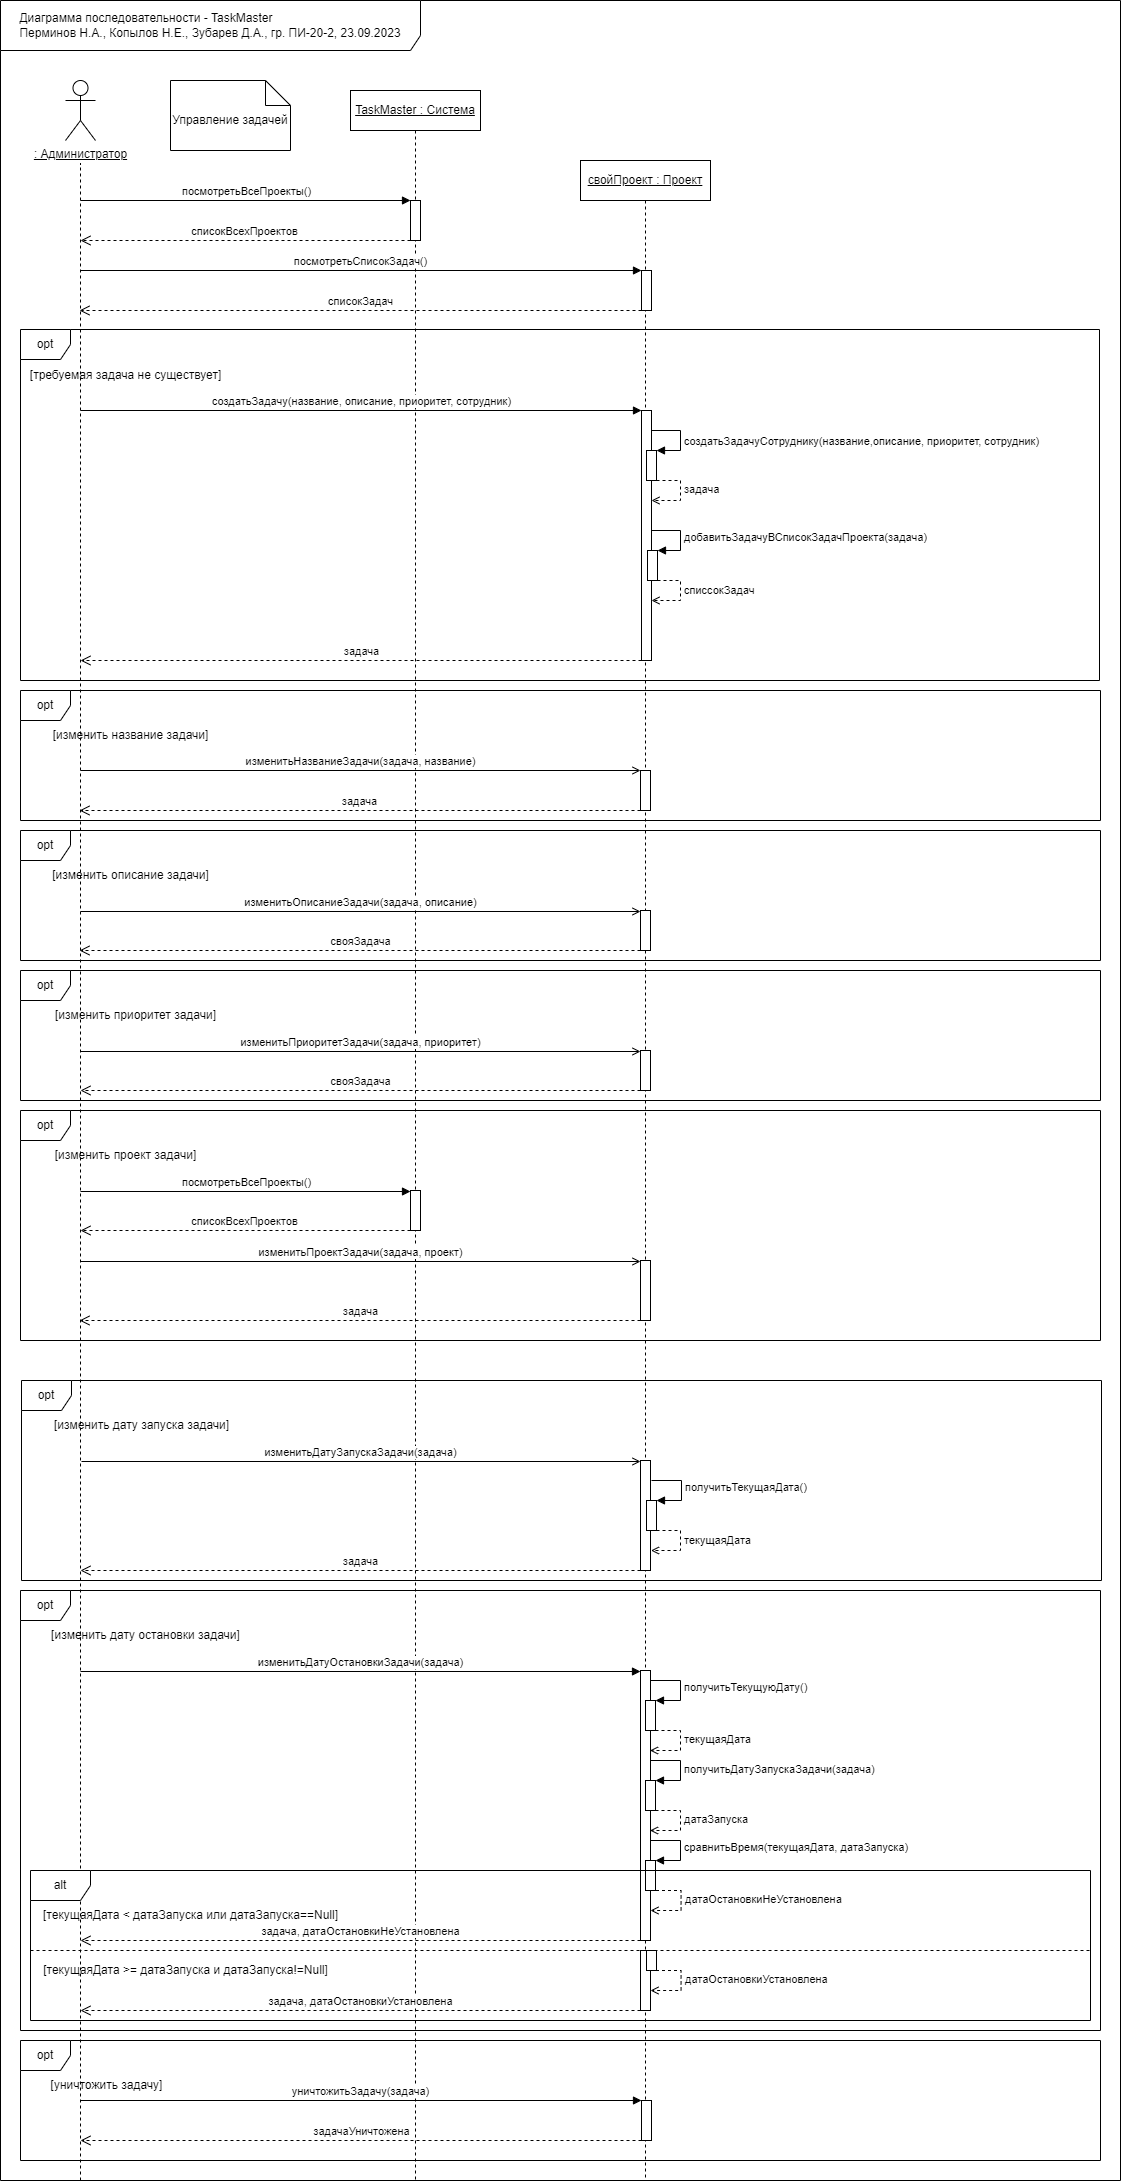 Диаграмма последовательности - TaskMaster
Перминов Н.А., Копылов Н.Е., Зубарев Д.А., гр. ПИ-20-2, 23.09.2023
Управление задачей
TaskMaster : Система
: Администратор
свойПроект : Проект
посмотретьВсеПроекты()
списокВсехПроектов
посмотретьСписокЗадач()
списокЗадач
opt
[требуемая задача не существует]
создатьЗадачу(название, описание, приоритет, сотрудник)
создатьЗадачуСотруднику(название,описание, приоритет, сотрудник)
задача
добавитьЗадачуВСписокЗадачПроекта(задача)
списсокЗадач
задача
opt
[изменить название задачи]
изменитьНазваниеЗадачи(задача, название)
задача
opt
[изменить описание задачи]
изменитьОписаниеЗадачи(задача, описание)
свояЗадача
opt
[изменить приоритет задачи]
изменитьПриоритетЗадачи(задача, приоритет)
свояЗадача
opt
[изменить проект задачи]
посмотретьВсеПроекты()
списокВсехПроектов
изменитьПроектЗадачи(задача, проект)
задача
opt
[изменить дату запуска задачи]
изменитьДатуЗапускаЗадачи(задача)
получитьТекущаяДата()
текущаяДата
задача
opt
[изменить дату остановки задачи]
изменитьДатуОстановкиЗадачи(задача)
получитьТекущуюДату()
текущаяДата
получитьДатуЗапускаЗадачи(задача)
датаЗапуска
сравнитьВремя(текущаяДата, датаЗапуска)
alt
датаОстановкиНеУстановлена
[текущаяДата < датаЗапуска или датаЗапуска==Null]
задача, датаОстановкиНеУстановлена
[текущаяДата >= датаЗапуска и датаЗапуска!=Null]
датаОстановкиУстановлена
задача, датаОстановкиУстановлена
opt
[уничтожить задачу]
уничтожитьЗадачу(задача)
задачаУничтожена